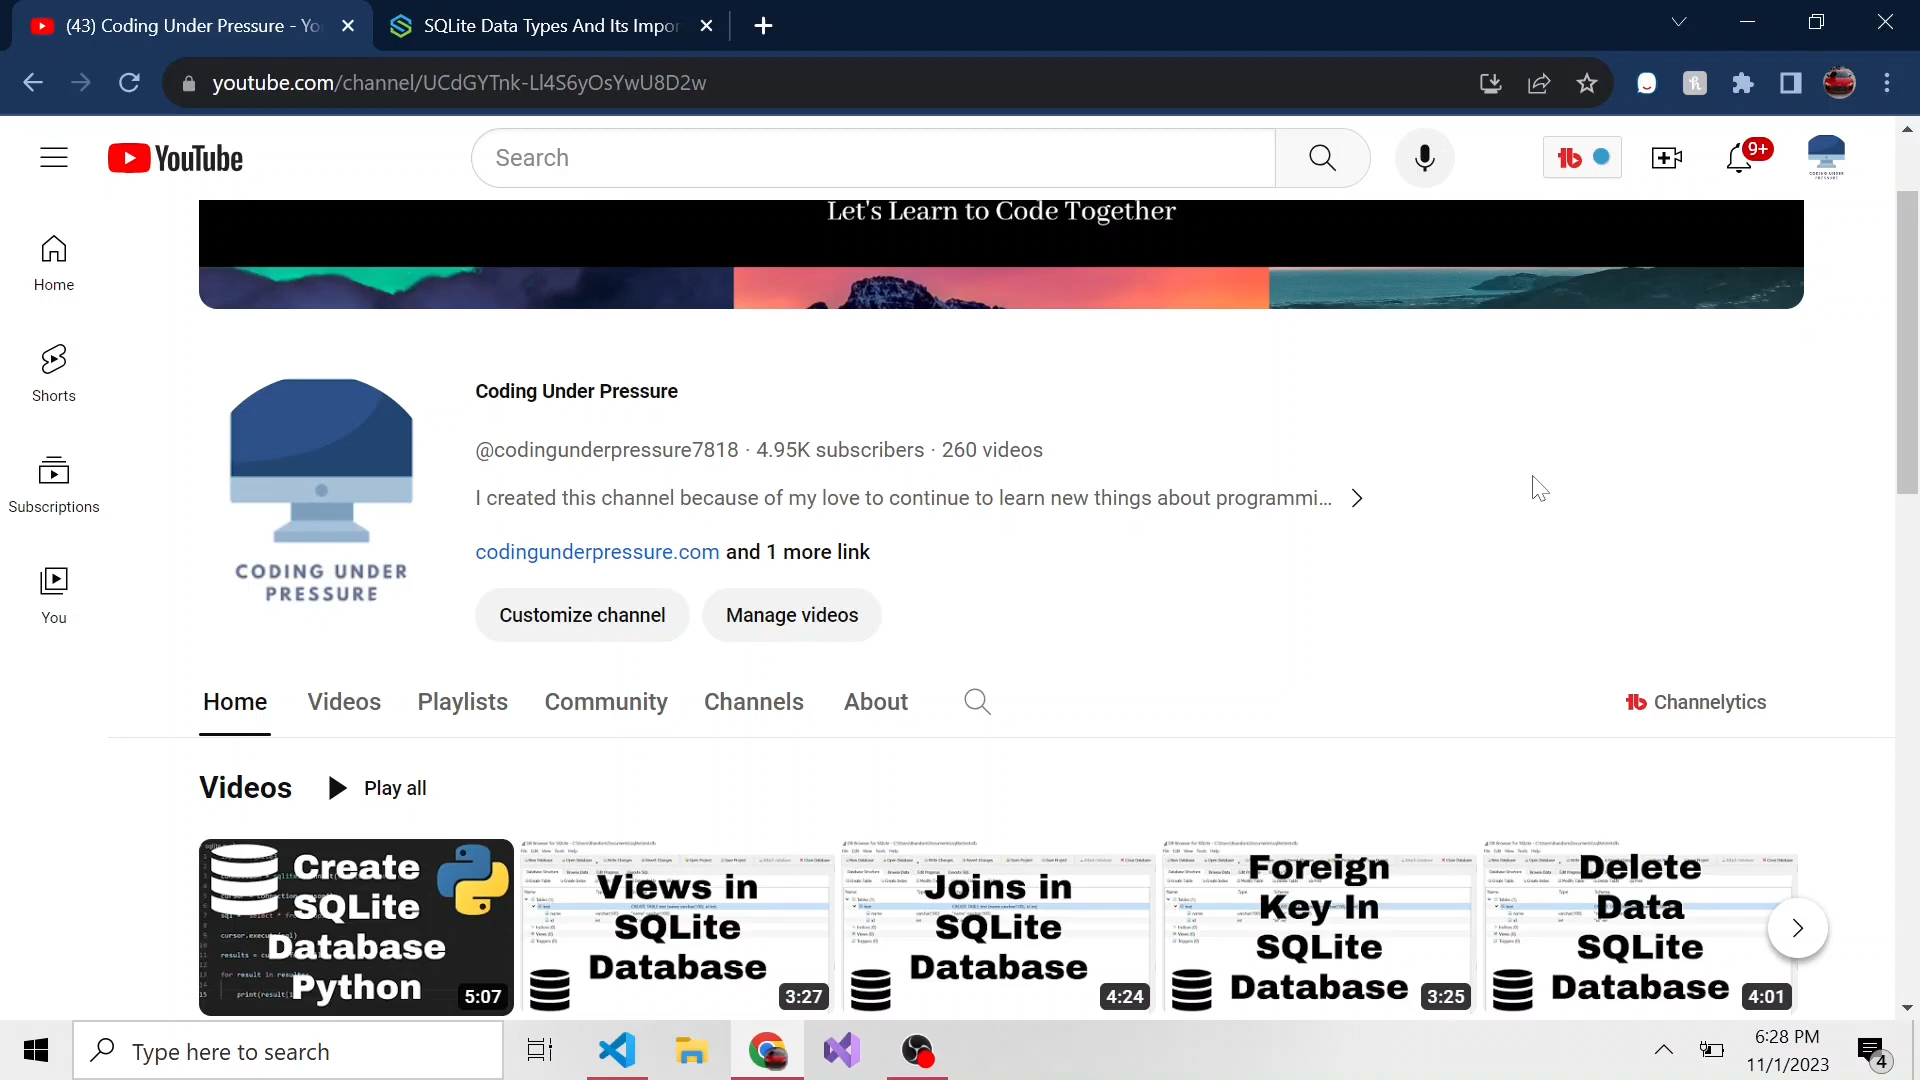 (43) Coding Under Pressure - Yo
SQLite Data Types And Its Impor
youtube.com/channel/UCdGYTnk-Ll4S6yOsYwU8D2w
YouTube
Search
9+
Let's Learn to Code Together
Home
Shorts
Subscriptions
You
CODING UNDER
PRESSURE
Coding Under Pressure
@codingunderpressure7818 · 4.95K subscribers · 260 videos
I created this channel because of my love to continue to learn new things about programmi...
codingunderpressure.com and 1 more link
Customize channel
Manage videos
Home
Videos
Playlists
Community
Channels
About
Channelytics
Videos
Play all
Create
SQLite
Database
Python
5:07
Views in
SQLite
Database
3:27
Joins in
SQLite
Database
4:24
Foreign
Key In
SQLite
Database
3:25
Delete
Data
SQLite
Database
4:01
Type here to search
6:28 PM
11/1/2023
4